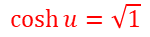 cosh u = √1